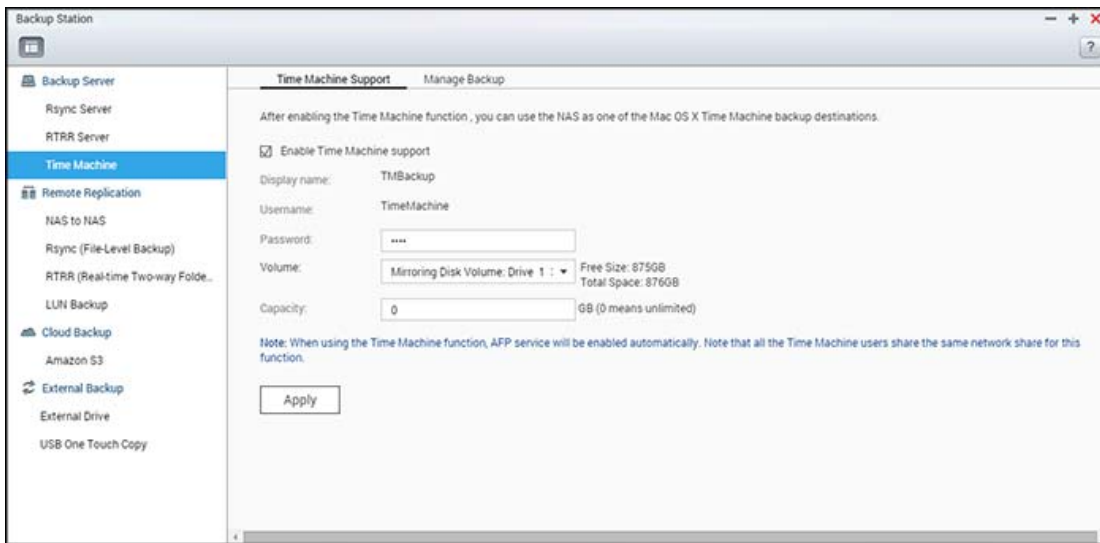 Backup Station
?
Backup Server
Rsync Server
RTRR Server
Time Machine
Remote Replication
NAS to NAS
Rsync (File-Level Backup)
RTRR (Real-time Two-way Folde...
LUN Backup
Cloud Backup
Amazon S3
External Backup
External Drive
USB One Touch Copy
Time Machine Support Manage Backup
After enabling the Time Machine function , you can use the NAS as one of the Mac OS X Time Machine backup destinations.
Enable Time Machine support
Display name: TMBackup
Username: TimeMachine
Password: ••••
Volume: Mirroring Disk Volume: Drive 1 Free Size: 875GB
Total Space: 876GB
Capacity: 0 GB (0 means unlimited)
Note: When using the Time Machine function, AFP service will be enabled automatically. Note that all the Time Machine users share the same network share for this
function.
Apply